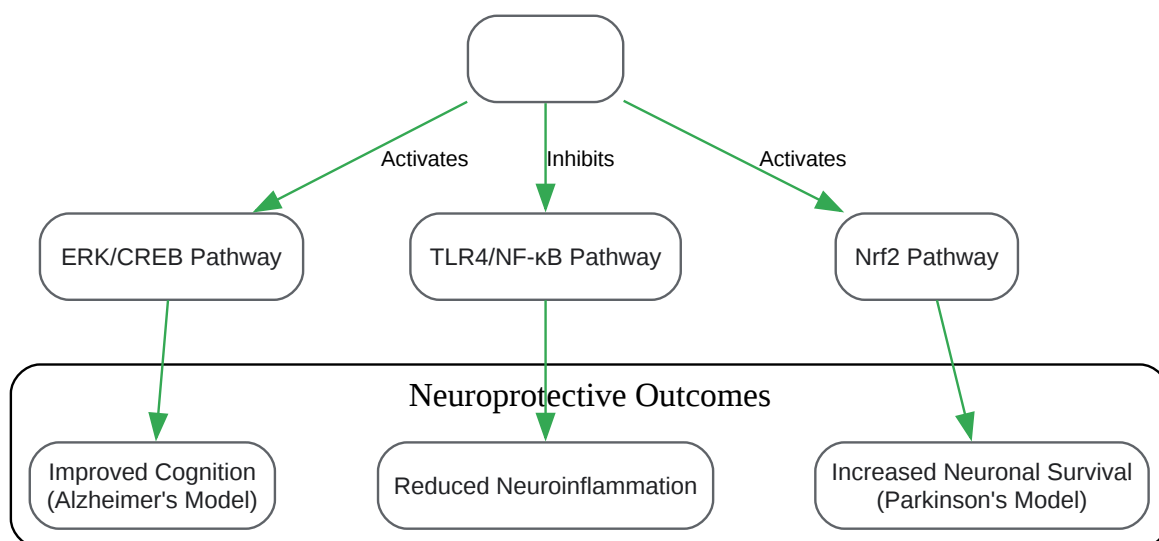 Activates
Inhibits
Activates
ERK/CREB Pathway
TLR4/NF-κB Pathway
Nrf2 Pathway
Neuroprotective Outcomes
Improved Cognition
(Alzheimer's Model)
Reduced Neuroinflammation
Increased Neuronal Survival
(Parkinson's Model)